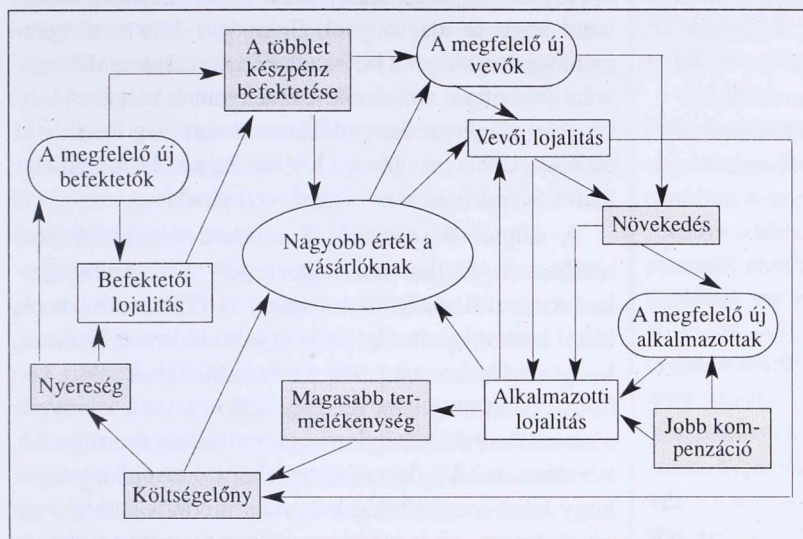 A többlet
készpénz
befektetése
A megfelelő új
vevők
Vevői lojalitás
A megfelelő új
befektetők
Növekedés
Nagyobb érték a
vásárlóknak
Befektetői
lojalitás
A megfelelő új
alkalmazottak
Nyereség
Magasabb ter-
melékenység
Alkalmazotti
lojalitás
Jobb kom-
penzáció
Költségelőny